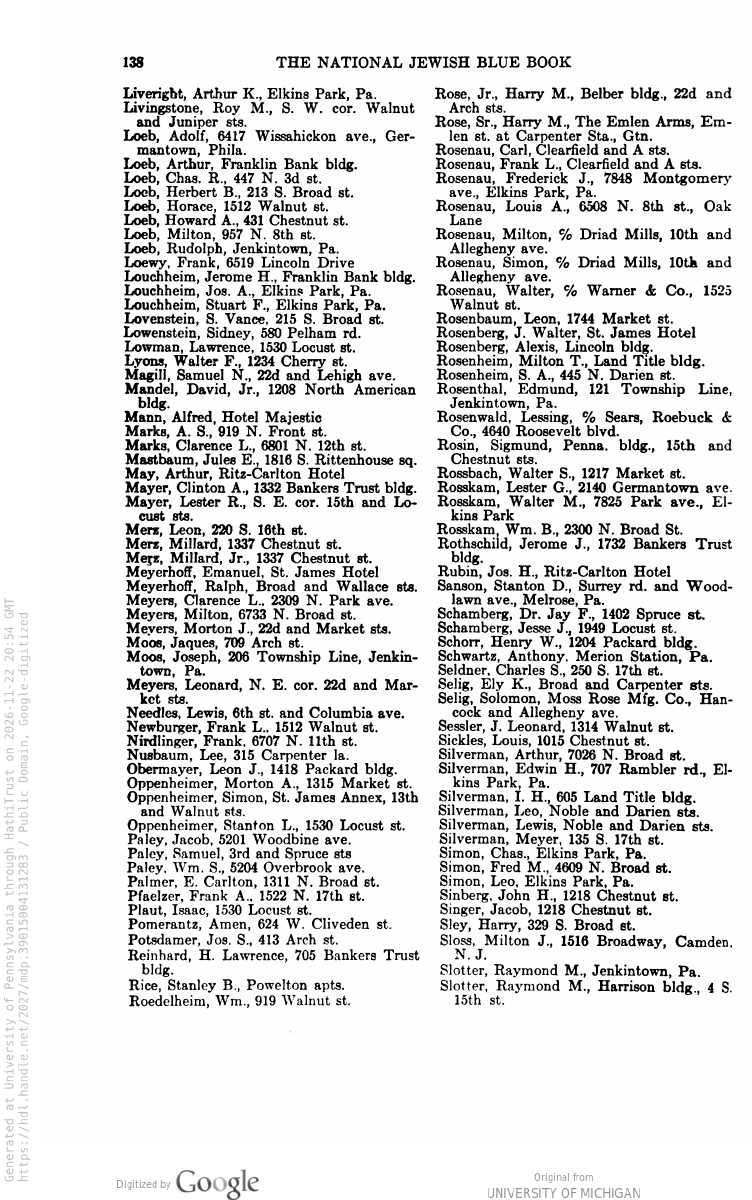 138
THE NATIONAL JEWISH BLUE BOOK
Liveright, Arthur K., Elkins Park, Pa.
Livingstone, Roy M., S. W. cor. Walnut
and Juniper sts.
Loeb, Adolf, 6417 Wissahickon ave., Ger-
mantown, Phila.
Loeb, Arthur, Franklin Bank bldg.
Loeb, Chas. R., 447 N. 3d st.
Loeb, Herbert B., 213 S. Broad st.
Loeb, Horace, 1512 Walnut st.
Loeb, Howard A., 431 Chestnut st.
Loeb, Milton, 957 N. 8th st.
Loeb, Rudolph, Jenkintown, Pa.
Loewy, Frank, 6519 Lincoln Drive
Louchheim, Jerome H., Franklin Bank bldg.
Louchheim, Jos. A., Elkins Park, Pa.
Louchheim, Stuart F., Elkins Park, Pa.
Lovenstein, S. Vance, 215 S. Broad st.
Lowenstein, Sidney, 580 Pelham rd.
Lowman, Lawrence, 1530 Locust st.
Lyons, Walter F., 1234 Cherry st.
Magill, Samuel N., 22d and Lehigh ave.
Mandel, David, Jr., 1208 North American
bldg.
Mann, Alfred, Hotel Majestic
Marks, A. S., 919 N. Front st.
Marks, Clarence L., 6801 N. 12th st.
Mastbaum, Jules E., 1816 S. Rittenhouse sq.
May, Arthur, Ritz-Carlton Hotel
Mayer, Clinton A., 1332 Bankers Trust bldg.
Mayer, Lester R., S. E. cor. 15th and Lo-
cust sts.
Merz, Leon, 220 S. 16th st.
Merz, Millard, 1337 Chestnut st.
Merz, Millard, Jr., 1337 Chestnut st.
Meyerhoff, Emanuel, St. James Hotel
Meyerhoff, Ralph, Broad and Wallace sts.
Meyers, Clarence L., 2309 N. Park ave.
Meyers, Milton, 6733 N. Broad st.
Meyers, Morton J., 22d and Market sts.
Moos, Jaques, 709 Arch st.
Moos, Joseph, 206 Township Line, Jenkin-
town, Pa.
Meyers, Leonard, N. E. cor. 22d and Mar-
ket sts.
Needles, Lewis, 6th st. and Columbia ave.
Newburger, Frank L., 1512 Walnut st.
Nirdlinger, Frank, 6707 N. 11th st.
Nusbaum, Lee, 315 Carpenter la.
Obermayer, Leon J., 1418 Packard bldg.
Oppenheimer, Morton A., 1315 Market st.
Oppenheimer, Simon, St. James Annex, 13th
and Walnut sts.
Oppenheimer, Stanton L., 1530 Locust st.
Paley, Jacob, 5201 Woodbine ave.
Paley, Samuel, 3rd and Spruce sts
Paley, Wm. S., 5204 Overbrook ave.
Palmer, E. Carlton, 1311 N. Broad st.
Pfaelzer, Frank A., 1522 N. 17th st.
Plaut, Isaac, 1530 Locust st.
Pomerantz, Amen, 624 W. Cliveden st.
Potsdamer, Jos. S., 413 Arch st.
Reinhard, H. Lawrence, 705 Bankers Trust
bldg.
Rice, Stanley B., Powelton apts.
Roedelheim, Wm., 919 Walnut st.
Rose, Jr., Harry M., Belber bldg., 22d and
Arch sts.
Rose, Sr., Harry M., The Emlen Arms, Em-
len st. at Carpenter Sta., Gtn.
Rosenau, Carl, Clearfield and A sts.
Rosenau, Frank L., Clearfield and A sts.
Rosenau, Frederick J., 7848 Montgomery
ave., Elkins Park, Pa.
Rosenau, Louis A., 6508 N. 8th st., Oak
Lane
Rosenau, Milton, % Driad Mills, 10th and
Allegheny ave.
Rosenau, Simon, % Driad Mills, 10th and
Allegheny ave.
Rosenau, Walter, % Warner & Co., 1525
Walnut st.
Rosenbaum, Leon, 1744 Market st.
Rosenberg, J. Walter, St. James Hotel
Rosenberg, Alexis, Lincoln bldg.
Rosenheim, Milton T., Land Title bldg.
Rosenheim, S. A., 445 N. Darien st.
Rosenthal, Edmund, 121 Township Line,
Jenkintown, Pa.
Rosenwald, Lessing, % Sears, Roebuck &
Co., 4640 Roosevelt blvd.
Rosin, Sigmund, Penna. bldg., 15th and
Chestnut sts.
Rossbach, Walter S., 1217 Market st.
Rosskam, Lester G., 2140 Germantown ave.
Rosskam, Walter M., 7825 Park ave., El-
kins Park
Rosskam, Wm. B., 2300 N. Broad St.
Rothschild, Jerome J., 1732 Bankers Trust
bldg.
Rubin, Jos. H., Ritz-Carlton Hotel
Sanson, Stanton D., Surrey rd. and Wood-
lawn ave., Melrose, Pa.
Schamberg, Dr. Jay F., 1402 Spruce st.
Schamberg, Jesse J., 1949 Locust st.
Schorr, Henry W., 1204 Packard bldg.
Schwartz, Anthony, Merion Station, Pa.
Seldner, Charles S., 250 S. 17th st.
Selig, Ely K., Broad and Carpenter sts.
Selig, Solomon, Moss Rose Mfg. Co., Han-
cock and Allegheny ave.
Sessler, J. Leonard, 1314 Walnut st.
Sickles, Louis, 1015 Chestnut st.
Silverman, Arthur, 7026 N. Broad st.
Silverman, Edwin H., 707 Rambler rd., El-
kins Park, Pa.
Silverman, I. H., 605 Land Title bldg.
Silverman, Leo, Noble and Darien sts.
Silverman, Lewis, Noble and Darien sts.
Silverman, Meyer, 135 S. 17th st.
Simon, Chas., Elkins Park, Pa.
Simon, Fred M., 4609 N. Broad st.
Simon, Leo, Elkins Park, Pa.
Sinberg, John H., 1218 Chestnut st.
Singer, Jacob, 1218 Chestnut st.
Sley, Harry, 329 S. Broad st.
Sloss, Milton J., 1516 Broadway, Camden,
N. J.
Slotter, Raymond M., Jenkintown, Pa.
Slotter, Raymond M., Harrison bldg., 4 S.
15th st.
Generated at University of Pennsylvania through HathiTrust on 2026-11-22 20:54 GMT
https://hdl.handle.net/2027/mdp.39015004131283 / Public Domain, Google-digitized
Digitized by Google
Original from
UNIVERSITY OF MICHIGAN